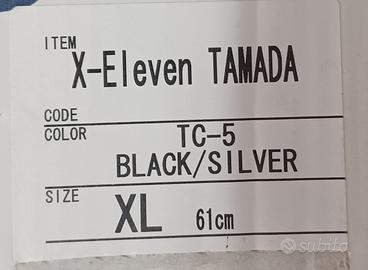 ITEM
X-Eleven TAMADA
CODE
COLOR
TC-5
BLACK/SILVER
SIZE
XL 61cm
subito